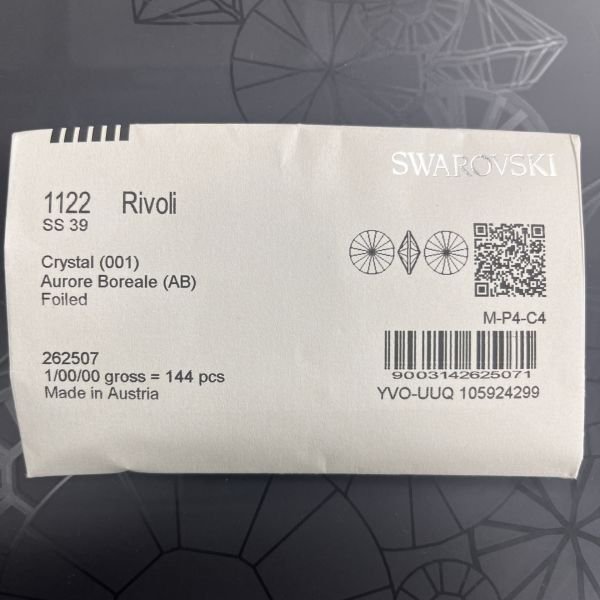 SWAROVSKI
1122 Rivoli
SS 39
Crystal (001)
Aurore Boreale (AB)
Foiled
M-P4-C4
262507
1/00/00 gross = 144 pcs
Made in Austria
9003142625071
YVO-UUQ 105924299